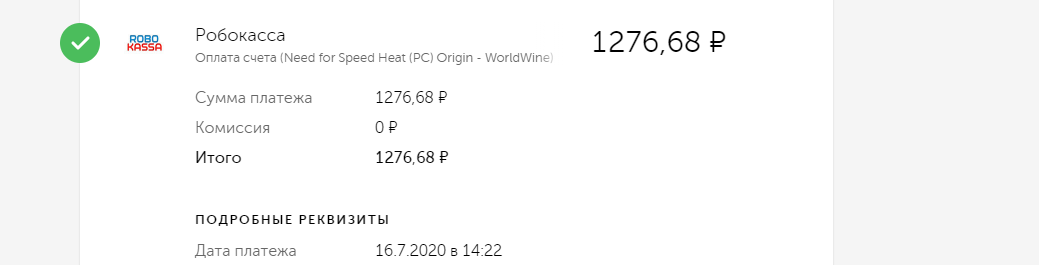 ROBO
KASSA
Робокасса
1276,68 ₽
Оплата счета (Need for Speed Heat (PC) Origin - WorldWine)
Сумма платежа 1276,68 ₽
Комиссия 0 ₽
Итого 1276,68 ₽
ПОДРОБНЫЕ РЕКВИЗИТЫ
Дата платежа 16.7.2020 в 14:22